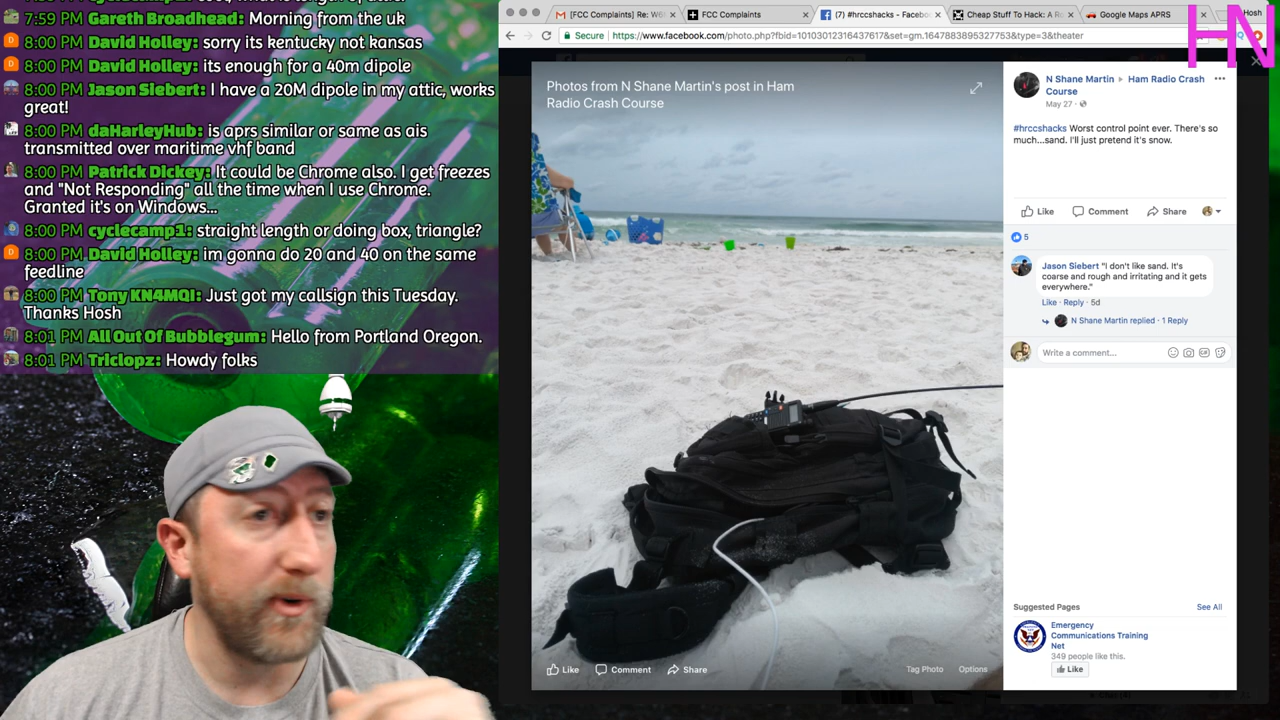 7:59 PM Gareth Broadhead: Morning from the uk
8:00 PM David Holley: sorry its kentucky not kansas
8:00 PM David Holley: its enough for a 40m dipole
8:00 PM Jason Siebert: I have a 20M dipole in my attic, works
great!
8:00 PM daHarleyHub: is aprs similar or same as ais
transmitted over maritime vhf band
8:00 PM Patrick Dickey: It could be Chrome also. I get freezes
and "Not Responding" all the time when I use Chrome.
Granted it's on Windows...
8:00 PM cyclecamp1: straight length or doing box, triangle?
8:00 PM David Holley: im gonna do 20 and 40 on the same
feedline
8:00 PM Tony KN4MQI: Just got my callsign this Tuesday.
Thanks Hosh
8:01 PM All Out Of Bubblegum: Hello from Portland Oregon.
8:01 PM Triclopz: Howdy folks
[FCC Complaints] Re: W6
FCC Complaints
(7) #hrccshacks - Facebo
Cheap Stuff To Hack: A R
Google Maps APRS
Hosh
HN
Secure
https://www.facebook.com/photo.php?fbid=10103012316437617&set=gm.1647883895327753&type=3&theater
Photos from N Shane Martin's post in Ham
Radio Crash Course
N Shane Martin
Ham Radio Crash
Course
May 27
#hrccshacks Worst control point ever. There's so
much...sand. I'll just pretend it's snow.
Like
Comment
Share
5
Jason Siebert "I don't like sand. It's
coarse and rough and irritating and it gets
everywhere."
Like · Reply · 5d
N Shane Martin replied · 1 Reply
Write a comment...
GIF
Suggested Pages
See All
Emergency
Communications Training
Net
349 people like this.
Like
Like
Comment
Share
Tag Photo
Options